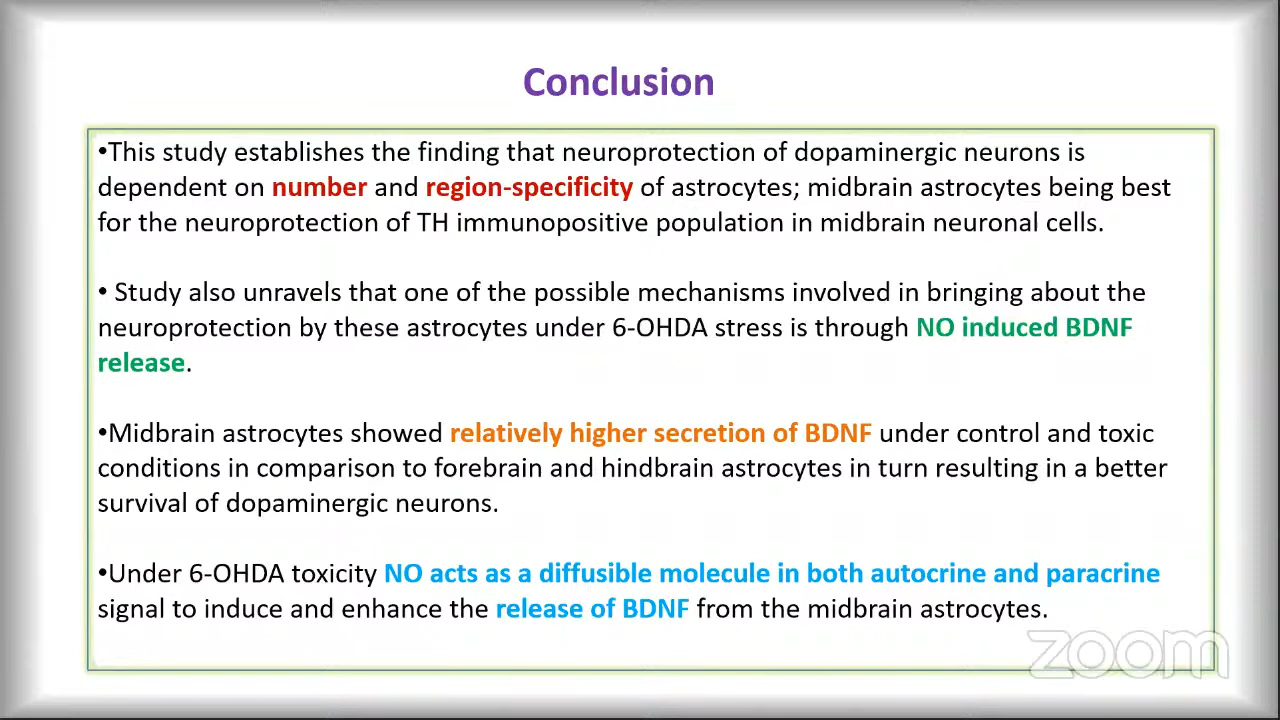 Conclusion
•This study establishes the finding that neuroprotection of dopaminergic neurons is
dependent on number and region-specificity of astrocytes; midbrain astrocytes being best
for the neuroprotection of TH immunopositive population in midbrain neuronal cells.
• Study also unravels that one of the possible mechanisms involved in bringing about the
neuroprotection by these astrocytes under 6-OHDA stress is through NO induced BDNF
release.
•Midbrain astrocytes showed relatively higher secretion of BDNF under control and toxic
conditions in comparison to forebrain and hindbrain astrocytes in turn resulting in a better
survival of dopaminergic neurons.
•Under 6-OHDA toxicity NO acts as a diffusible molecule in both autocrine and paracrine
signal to induce and enhance the release of BDNF from the midbrain astrocytes.
zoom